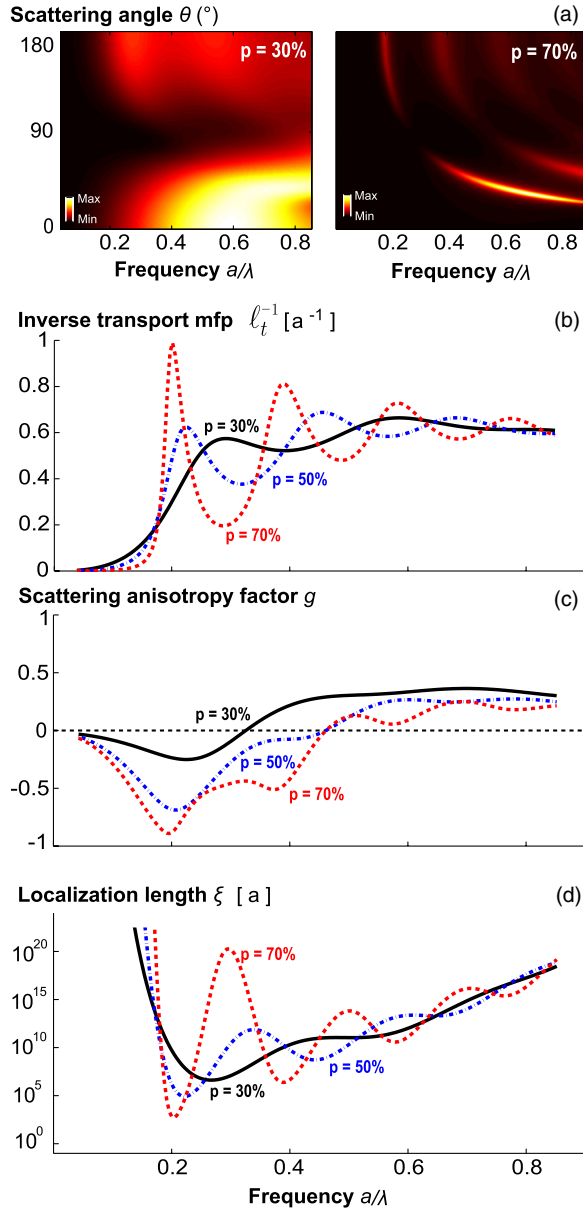 Scattering angle θ (°) (a)
180 p = 30% p = 70%
90
Max Max
Min Min
0
0.2 0.4 0.6 0.8 0.2 0.4 0.6 0.8
Frequency a/λ Frequency a/λ
Inverse transport mfp ℓ_t^{-1} [ a^{-1} ] (b)
1
0.8
p = 30%
0.6
p = 50%
0.4
0.2
p = 70%
0
Scattering anisotropy factor g (c)
1
0.5
p = 30%
0
p = 50%
-0.5
p = 70%
-1
Localization length ξ [ a ] (d)
10^{20}
p = 70%
10^{15}
10^{10}
p = 50%
10^{5}
p = 30%
10^{0}
0.2 0.4 0.6 0.8
Frequency a/λ